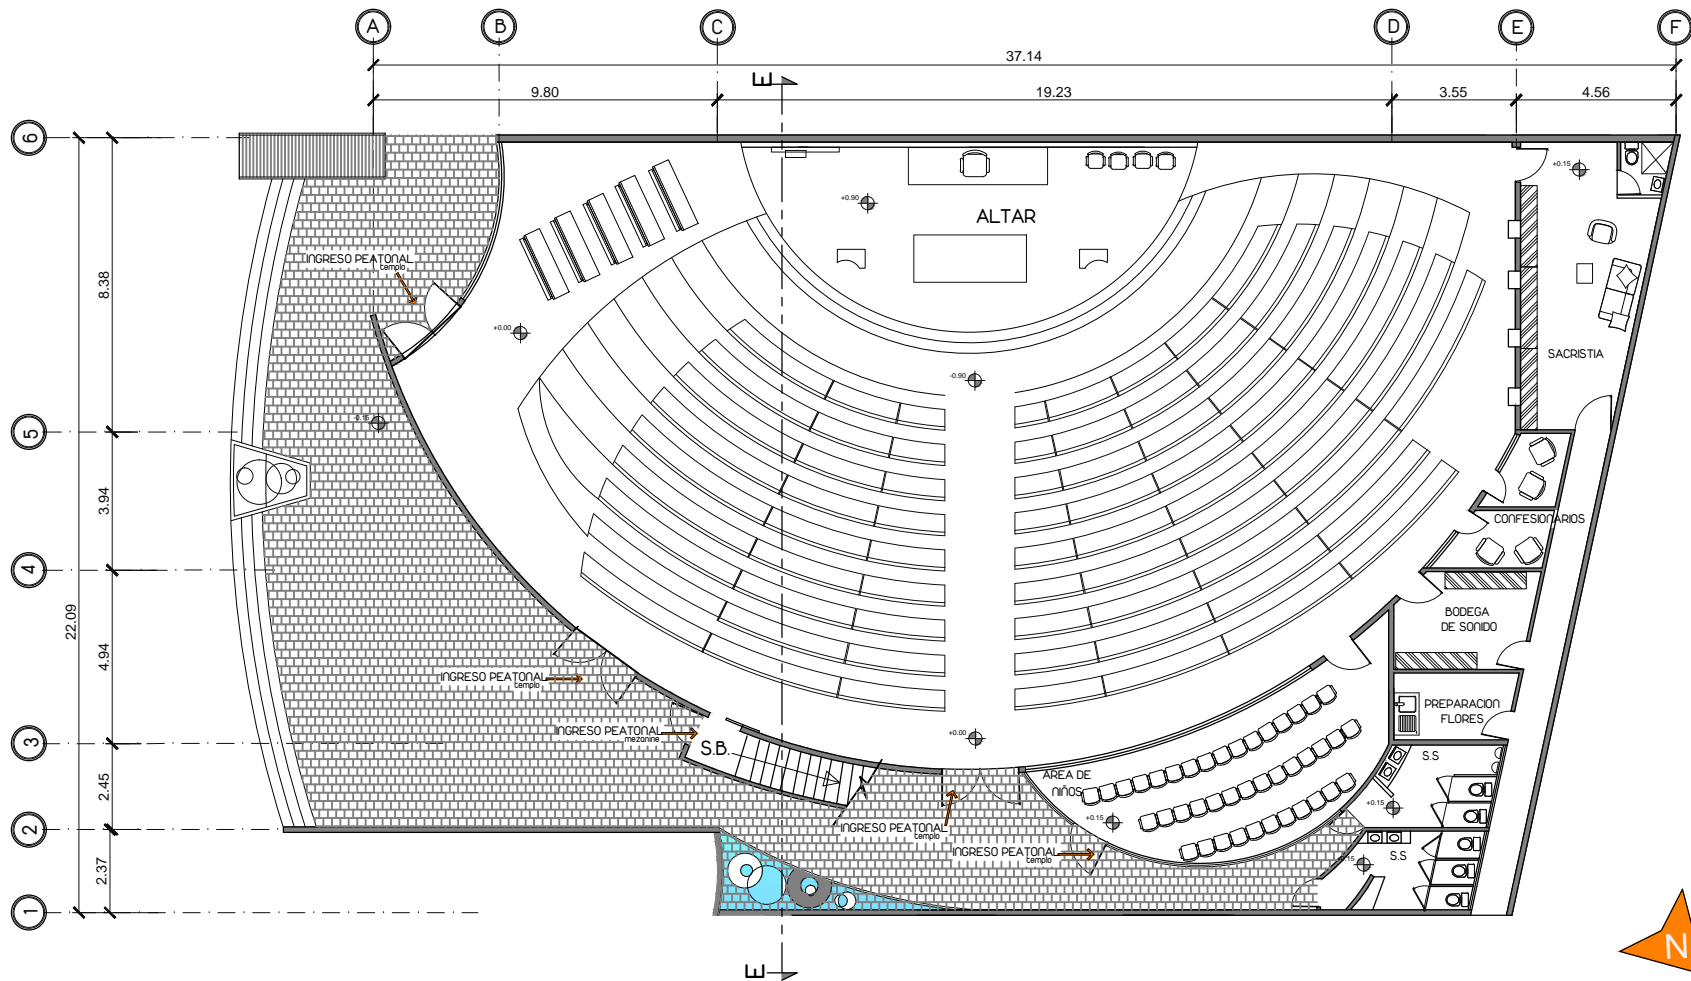 A
B
C
D
E
F
37.14
9.80
19.23
3.55
4.56
E
6
5
4
3
2
1
22.09
8.38
3.94
4.94
2.45
2.37
INGRESO PEATONAL
templo
+0.00
-0.15
+0.90
ALTAR
-0.90
+0.15
SACRISTIA
CONFESIONARIOS
BODEGA
DE SONIDO
PREPARACION
FLORES
INGRESO PEATONAL
templo
INGRESO PEATONAL
mezanine
S.B.
+0.00
AREA DE
NIÑOS
+0.15
S.S
+0.15
INGRESO PEATONAL
templo
INGRESO PEATONAL
templo
S.S
+0.15
E
N